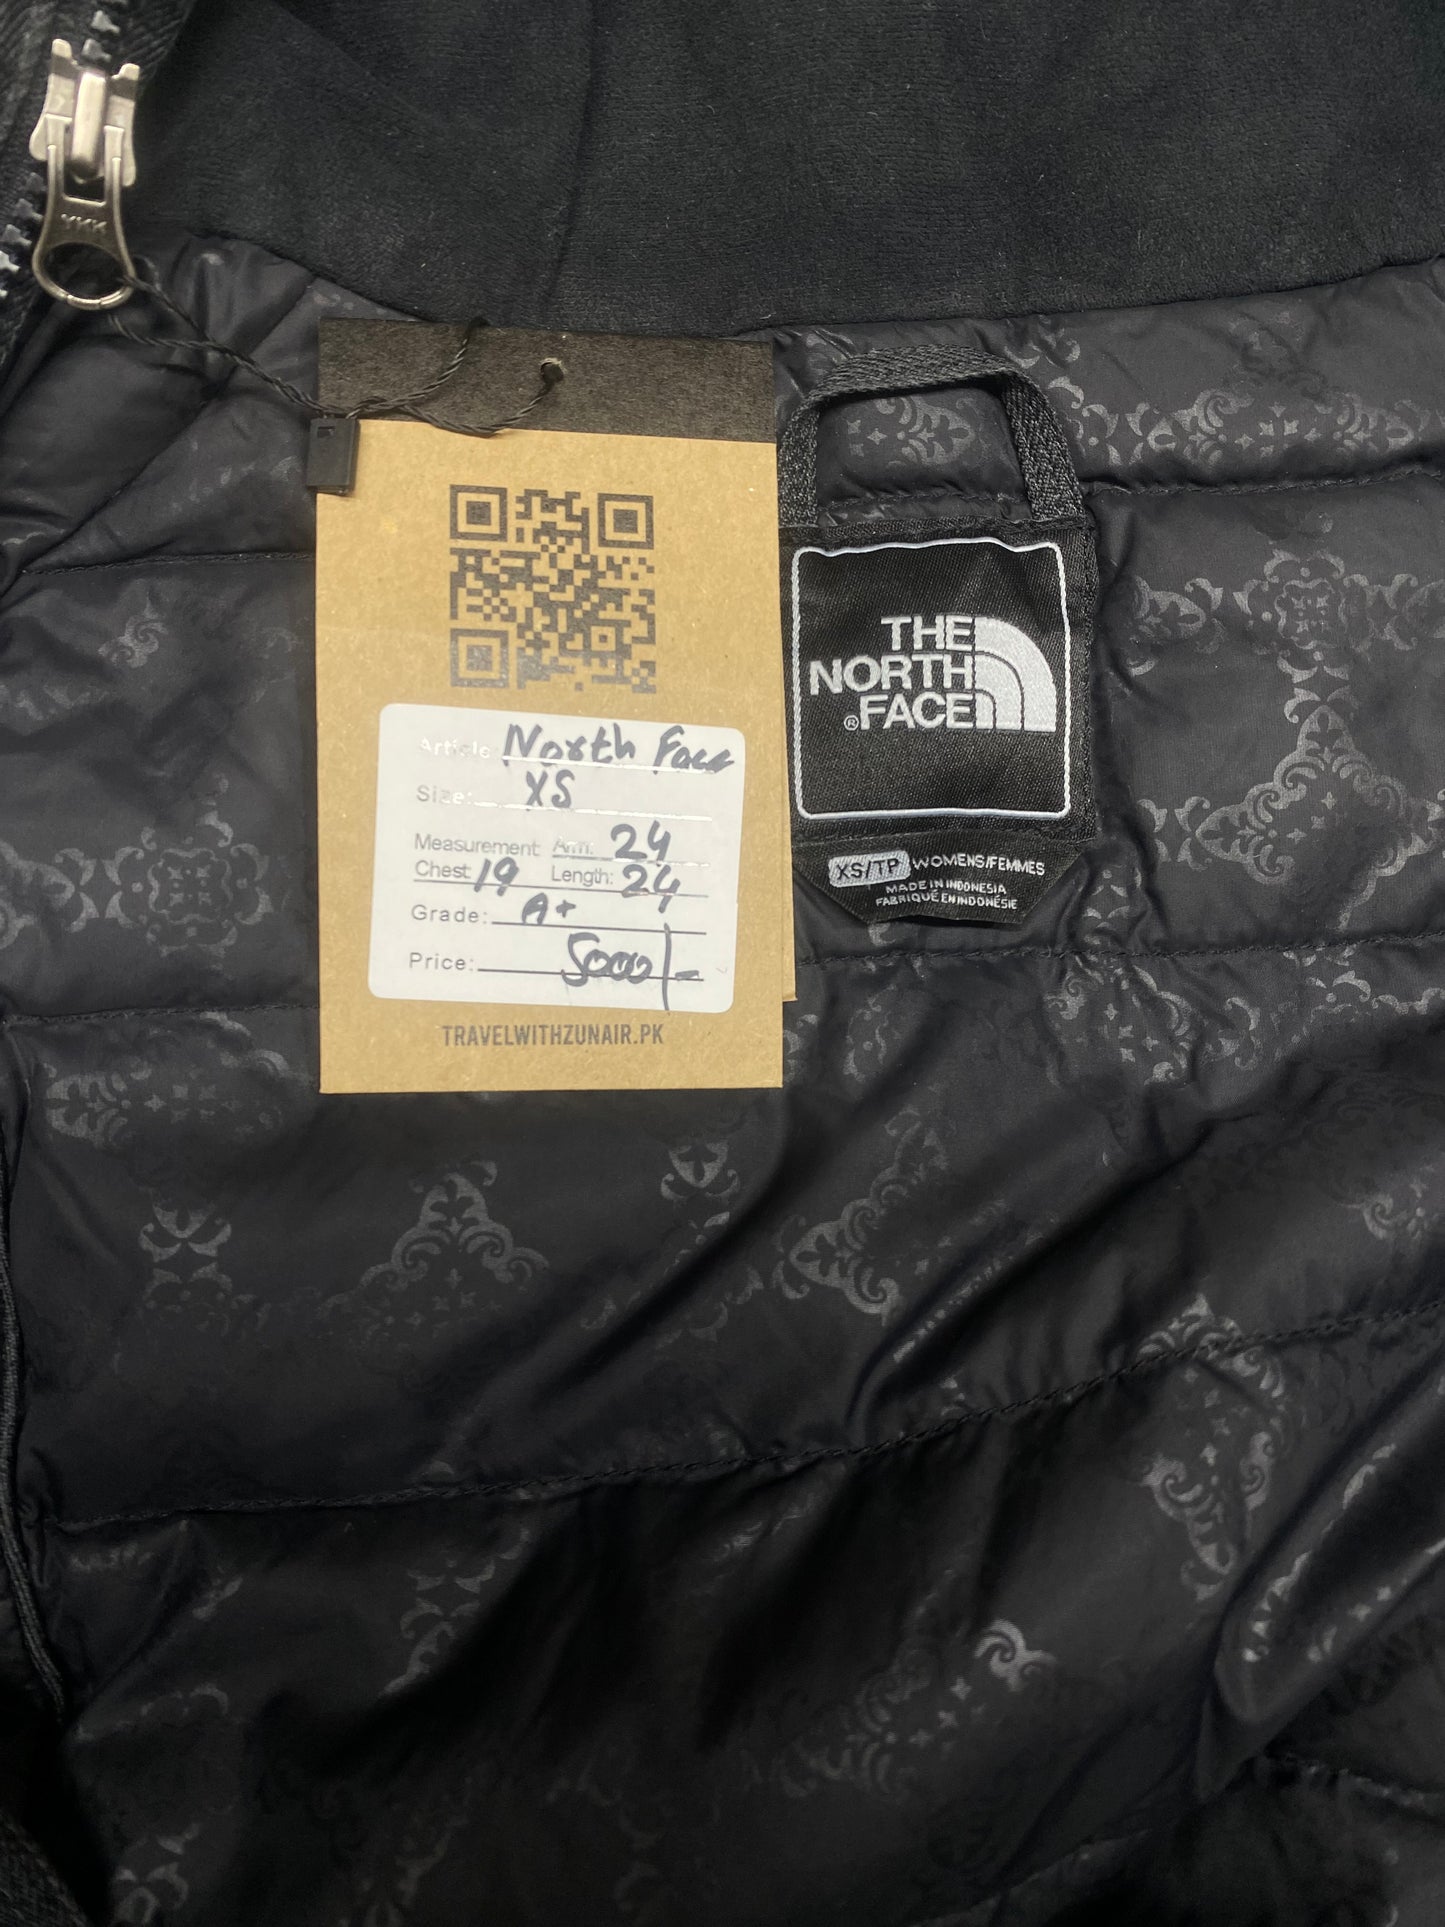 YKK
Article: North Face
Size: XS
Measurement: Arm: 24
Chest: 19 Length: 24
Grade: A+
Price: 5000/-
TRAVELWITHZUNAIR.PK
THE
NORTH
®FACE
XS/TP WOMENS/FEMMES
MADE IN INDONESIA
FABRIQUÉ EN INDONÉSIE